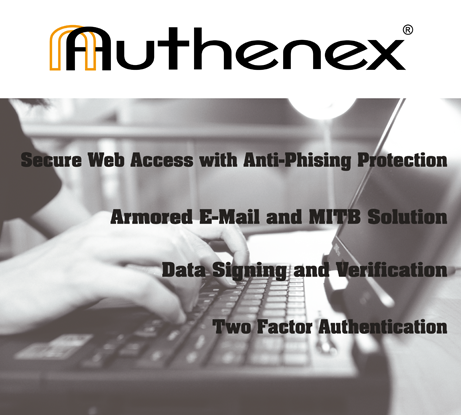 Authenex®
Secure Web Access with Anti-Phising Protection
Armored E-Mail and MITB Solution
Data Signing and Verification
Two Factor Authentication